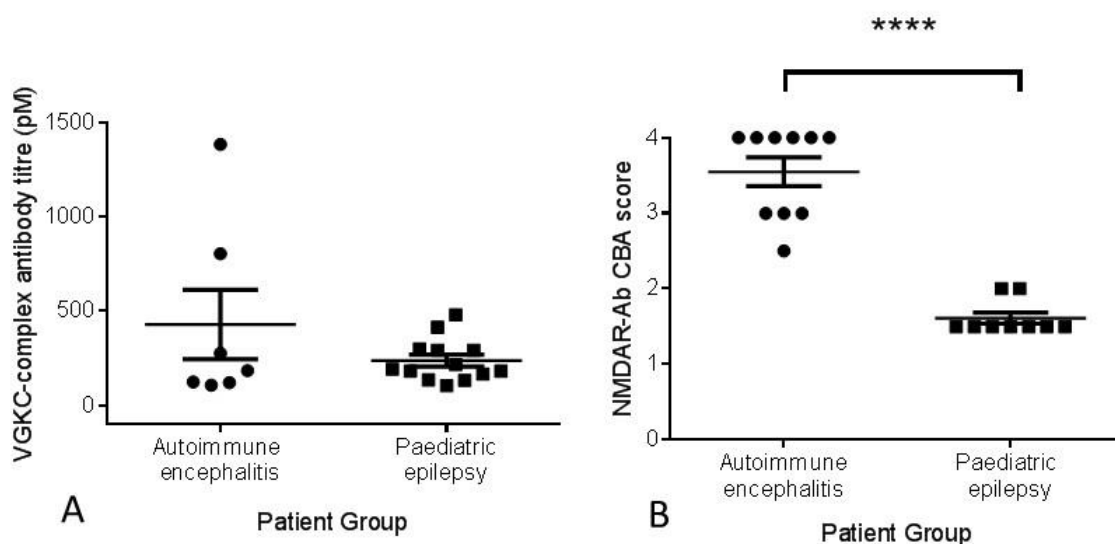 VGKC-complex antibody titre (pM)
1500
1000
500
0
Autoimmune
encephalitis
Paediatric
epilepsy
A
Patient Group
****
NMDAR-Ab CBA score
4
3
2
1
0
Autoimmune
encephalitis
Paediatric
epilepsy
B
Patient Group